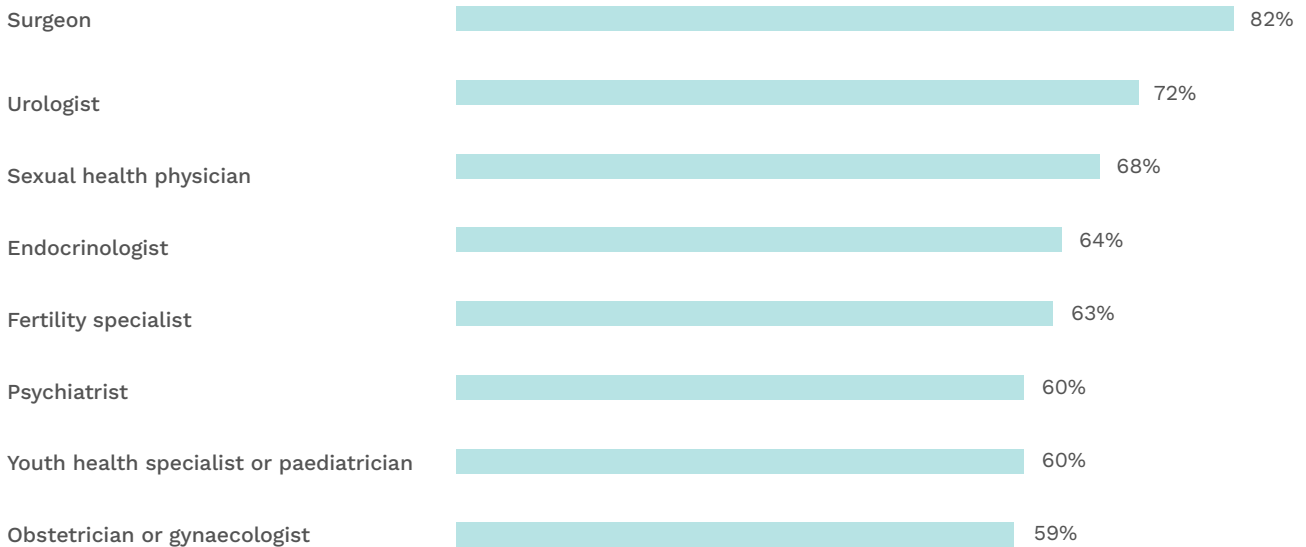 Surgeon 82%
Urologist 72%
Sexual health physician 68%
Endocrinologist 64%
Fertility specialist 63%
Psychiatrist 60%
Youth health specialist or paediatrician 60%
Obstetrician or gynaecologist 59%